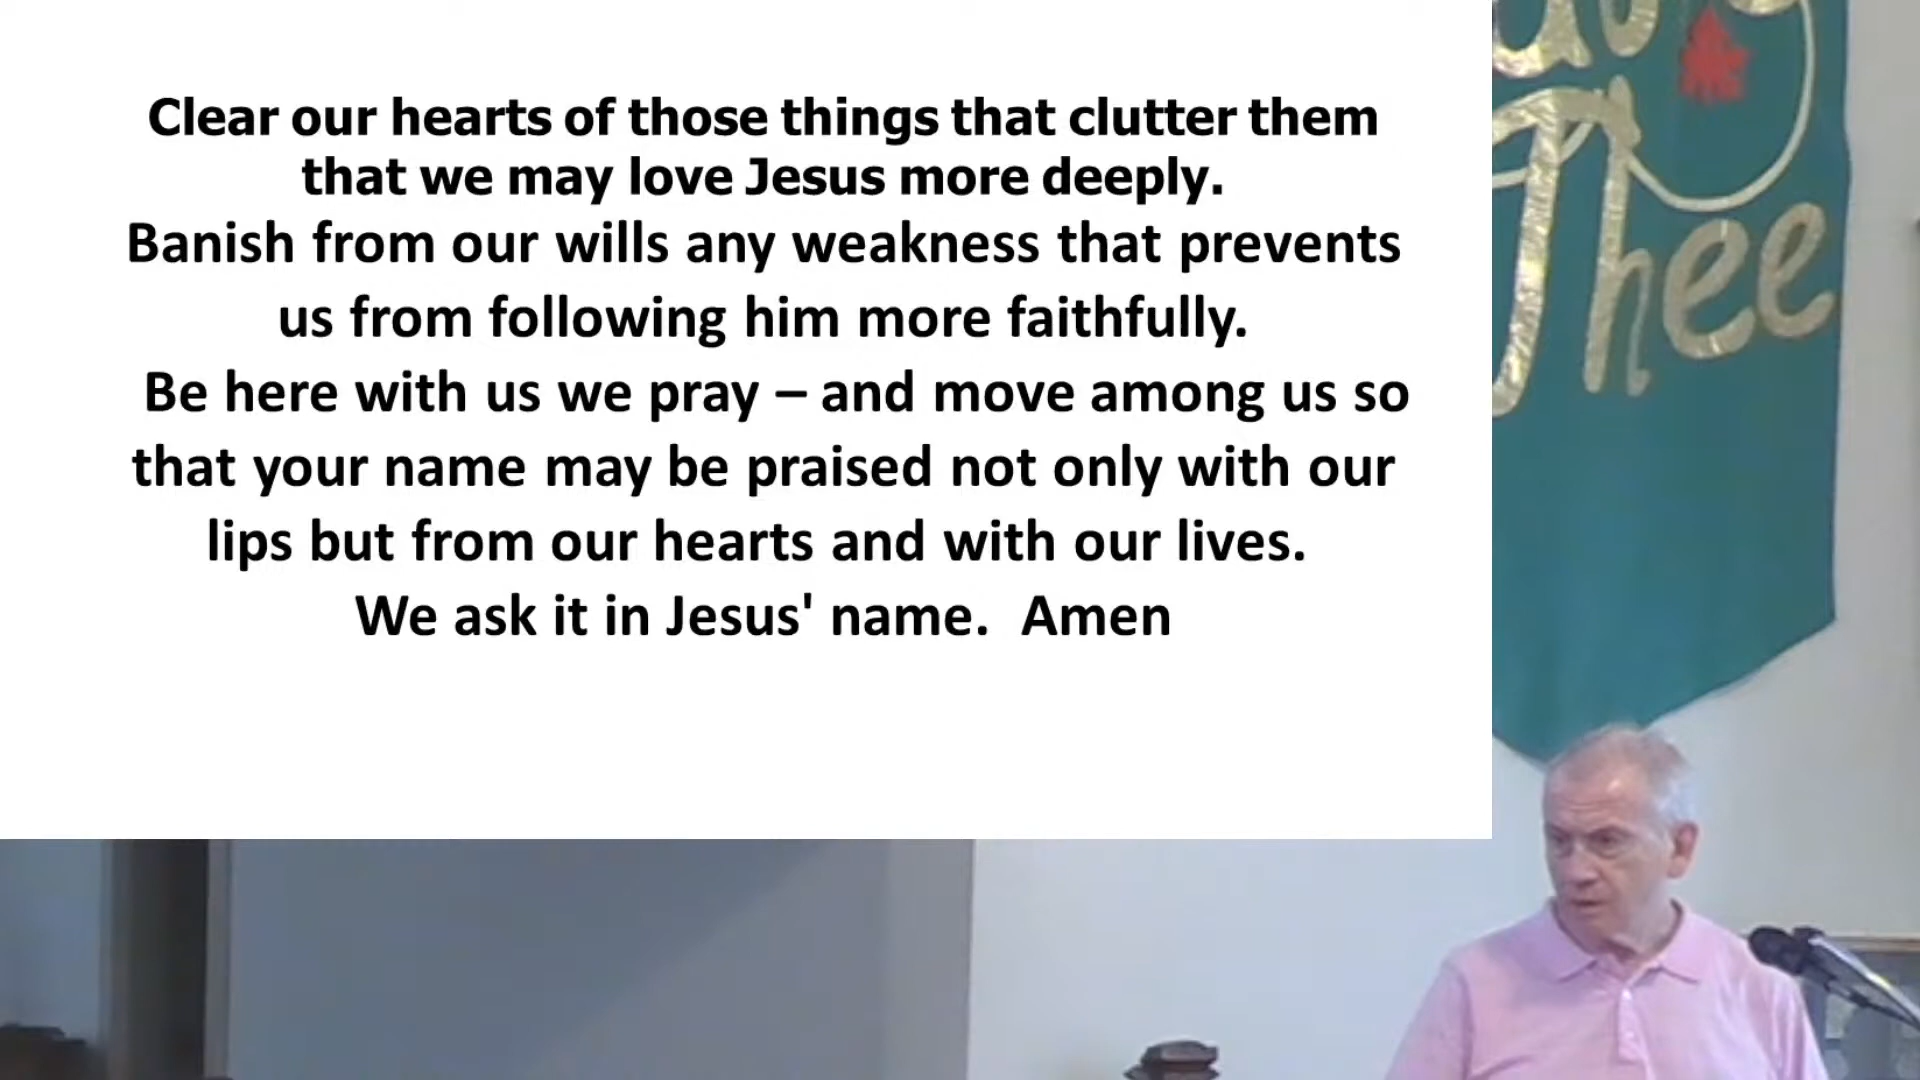 Clear our hearts of those things that clutter them
that we may love Jesus more deeply.
Banish from our wills any weakness that prevents
us from following him more faithfully.
Be here with us we pray – and move among us so
that your name may be praised not only with our
lips but from our hearts and with our lives.
We ask it in Jesus' name.  Amen
Thee